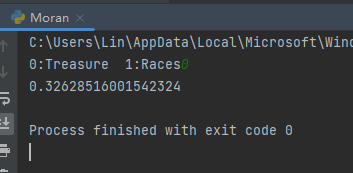 Moran
C:\Users\Lin\AppData\Local\Microsoft\Wind
0:Treasure  1:Races0
0.32628516001542324
Process finished with exit code 0